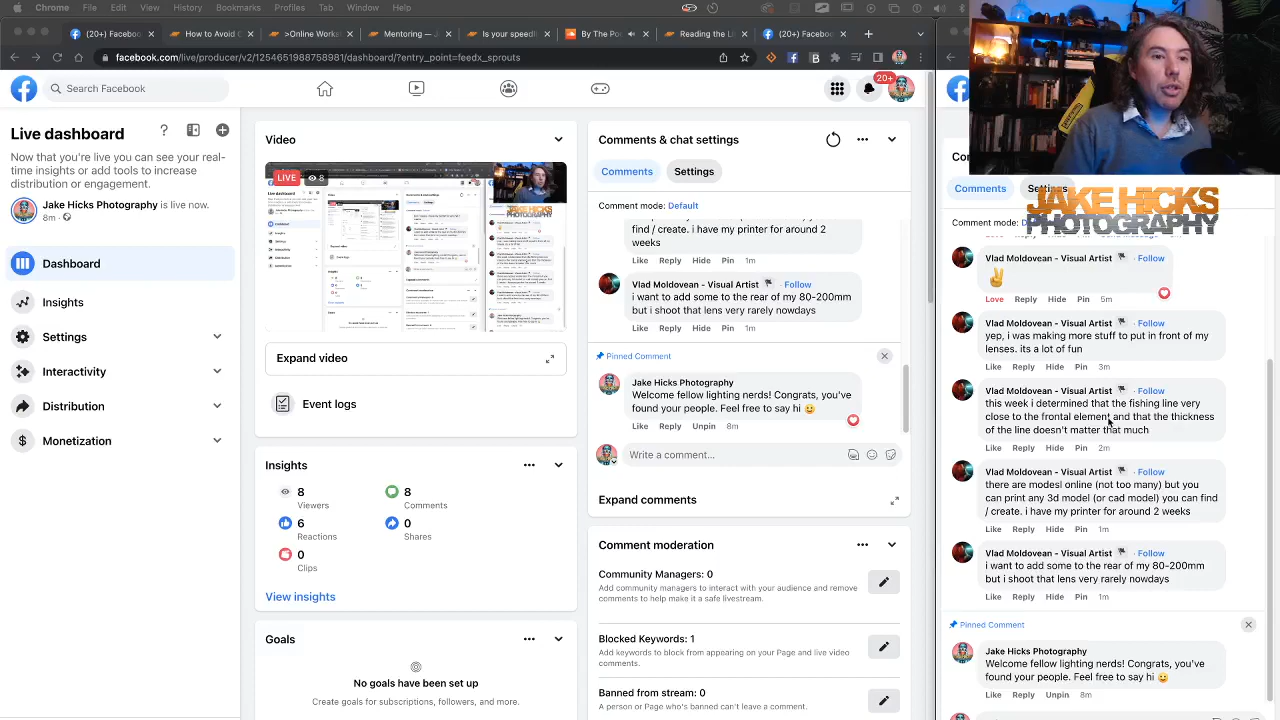 Chrome File Edit View History Bookmarks Profiles Tab Window Help
(20+) Faceboo
How to Avoid C
5 of the Worke
Mentoring — J
Is your speedli
By The Po
Reading the Li
(20+) Faceboo
facebook.com/live/producer/v2/1254651988758981/dashboard/?entry_point=feedx_sprouts
Search Facebook
20+
Live dashboard
Now that you're live you can see your real-
time insights and tools to increase
distribution or engagement.
Jake Hicks Photography is live now.
Dashboard
Insights
Settings
Interactivity
Distribution
Monetization
Video
LIVE 8
Expand video
Event logs
Insights
8
Viewers
8
Comments
6
Reactions
0
Shares
0
Clips
View insights
Goals
No goals have been set up
Create goals for subscriptions, followers, and more.
Comments & chat settings
Comments Settings
Comment mode: Default
find / create. i have my printer for around 2
Like Reply Hide Pin 1m
Vlad Moldovean - Visual Artist · Follow
i want to add some to the rear of my 80-200mm
but i shoot that lens very rarely nowdays
Like Reply Hide Pin 1m
Pinned Comment
Jake Hicks Photography
Welcome fellow lighting nerds! Congrats, you've
found your people. Feel free to say hi 😀
Like Reply Unpin 8m
Write a comment...
Expand comments
Comment moderation
Community Managers: 0
Add community managers to interact with your audience and remove
comments to help make it a safe livestream.
Blocked Keywords: 1
Add keywords to block from appearing on your Page and live video
comments.
Banned from stream: 0
A person or Page who's banned can't leave a comment.
Comments Settings
JAKE HICKS
PHOTOGRAPHY
Comment mode:
Vlad Moldovean - Visual Artist · Follow
✌
Love Reply Hide Pin 5m
Vlad Moldovean - Visual Artist · Follow
yep, i was making more stuff to put in front of my
lenses. its a lot of fun
Like Reply Hide Pin 3m
Vlad Moldovean - Visual Artist · Follow
this week i determined that the fishing line very
close to the frontal element and that the thickness
of the line doesn't matter that much
Like Reply Hide Pin 2m
Vlad Moldovean - Visual Artist · Follow
there are modesl online (not too many) but you
can print any 3d model (or cad model) you can find
/ create. i have my printer for around 2 weeks
Like Reply Hide Pin 1m
Vlad Moldovean - Visual Artist · Follow
i want to add some to the rear of my 80-200mm
but i shoot that lens very rarely nowdays
Like Reply Hide Pin 1m
Pinned Comment
Jake Hicks Photography
Welcome fellow lighting nerds! Congrats, you've
found your people. Feel free to say hi 😀
Like Reply Unpin 8m